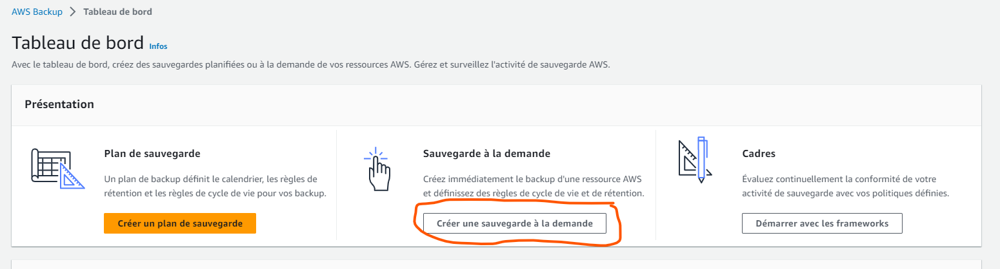 AWS Backup > Tableau de bord
Tableau de bord Infos
Avec le tableau de bord, créez des sauvegardes planifiées ou à la demande de vos ressources AWS. Gérez et surveillez l'activité de sauvegarde AWS.
Présentation
Plan de sauvegarde
Un plan de backup définit le calendrier, les règles de
rétention et les règles de cycle de vie pour vos backup.
Créer un plan de sauvegarde
Sauvegarde à la demande
Créez immédiatement le backup d'une ressource AWS
et définissez des règles de cycle de vie et de rétention.
Créer une sauvegarde à la demande
Cadres
Évaluez continuellement la conformité de votre
activité de sauvegarde avec vos politiques définies.
Démarrer avec les frameworks